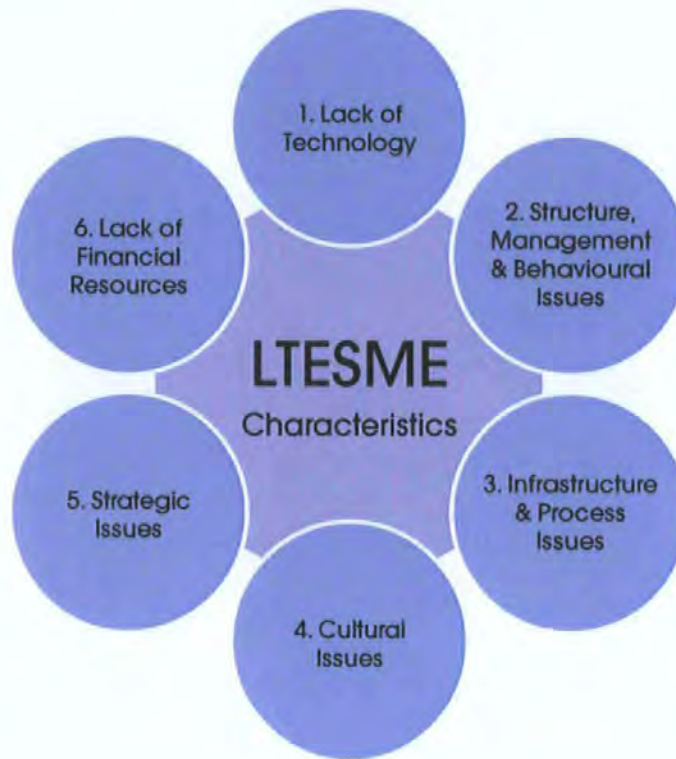 1. Lack of
Technology
2. Structure,
Management
& Behavioural
Issues
3. Infrastructure
& Process
Issues
4. Cultural
Issues
5. Strategic
Issues
6. Lack of
Financial
Resources
LTESME
Characteristics